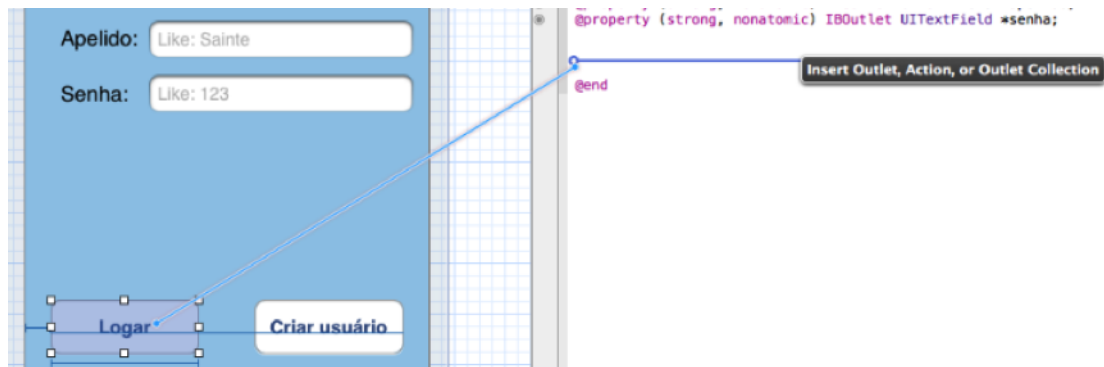 Apelido:
Like: Sainte
Senha:
Like: 123
Logar
Criar usuário
@property (strong, nonatomic) IBOutlet UITextField *senha;
Insert Outlet, Action, or Outlet Collection
@end